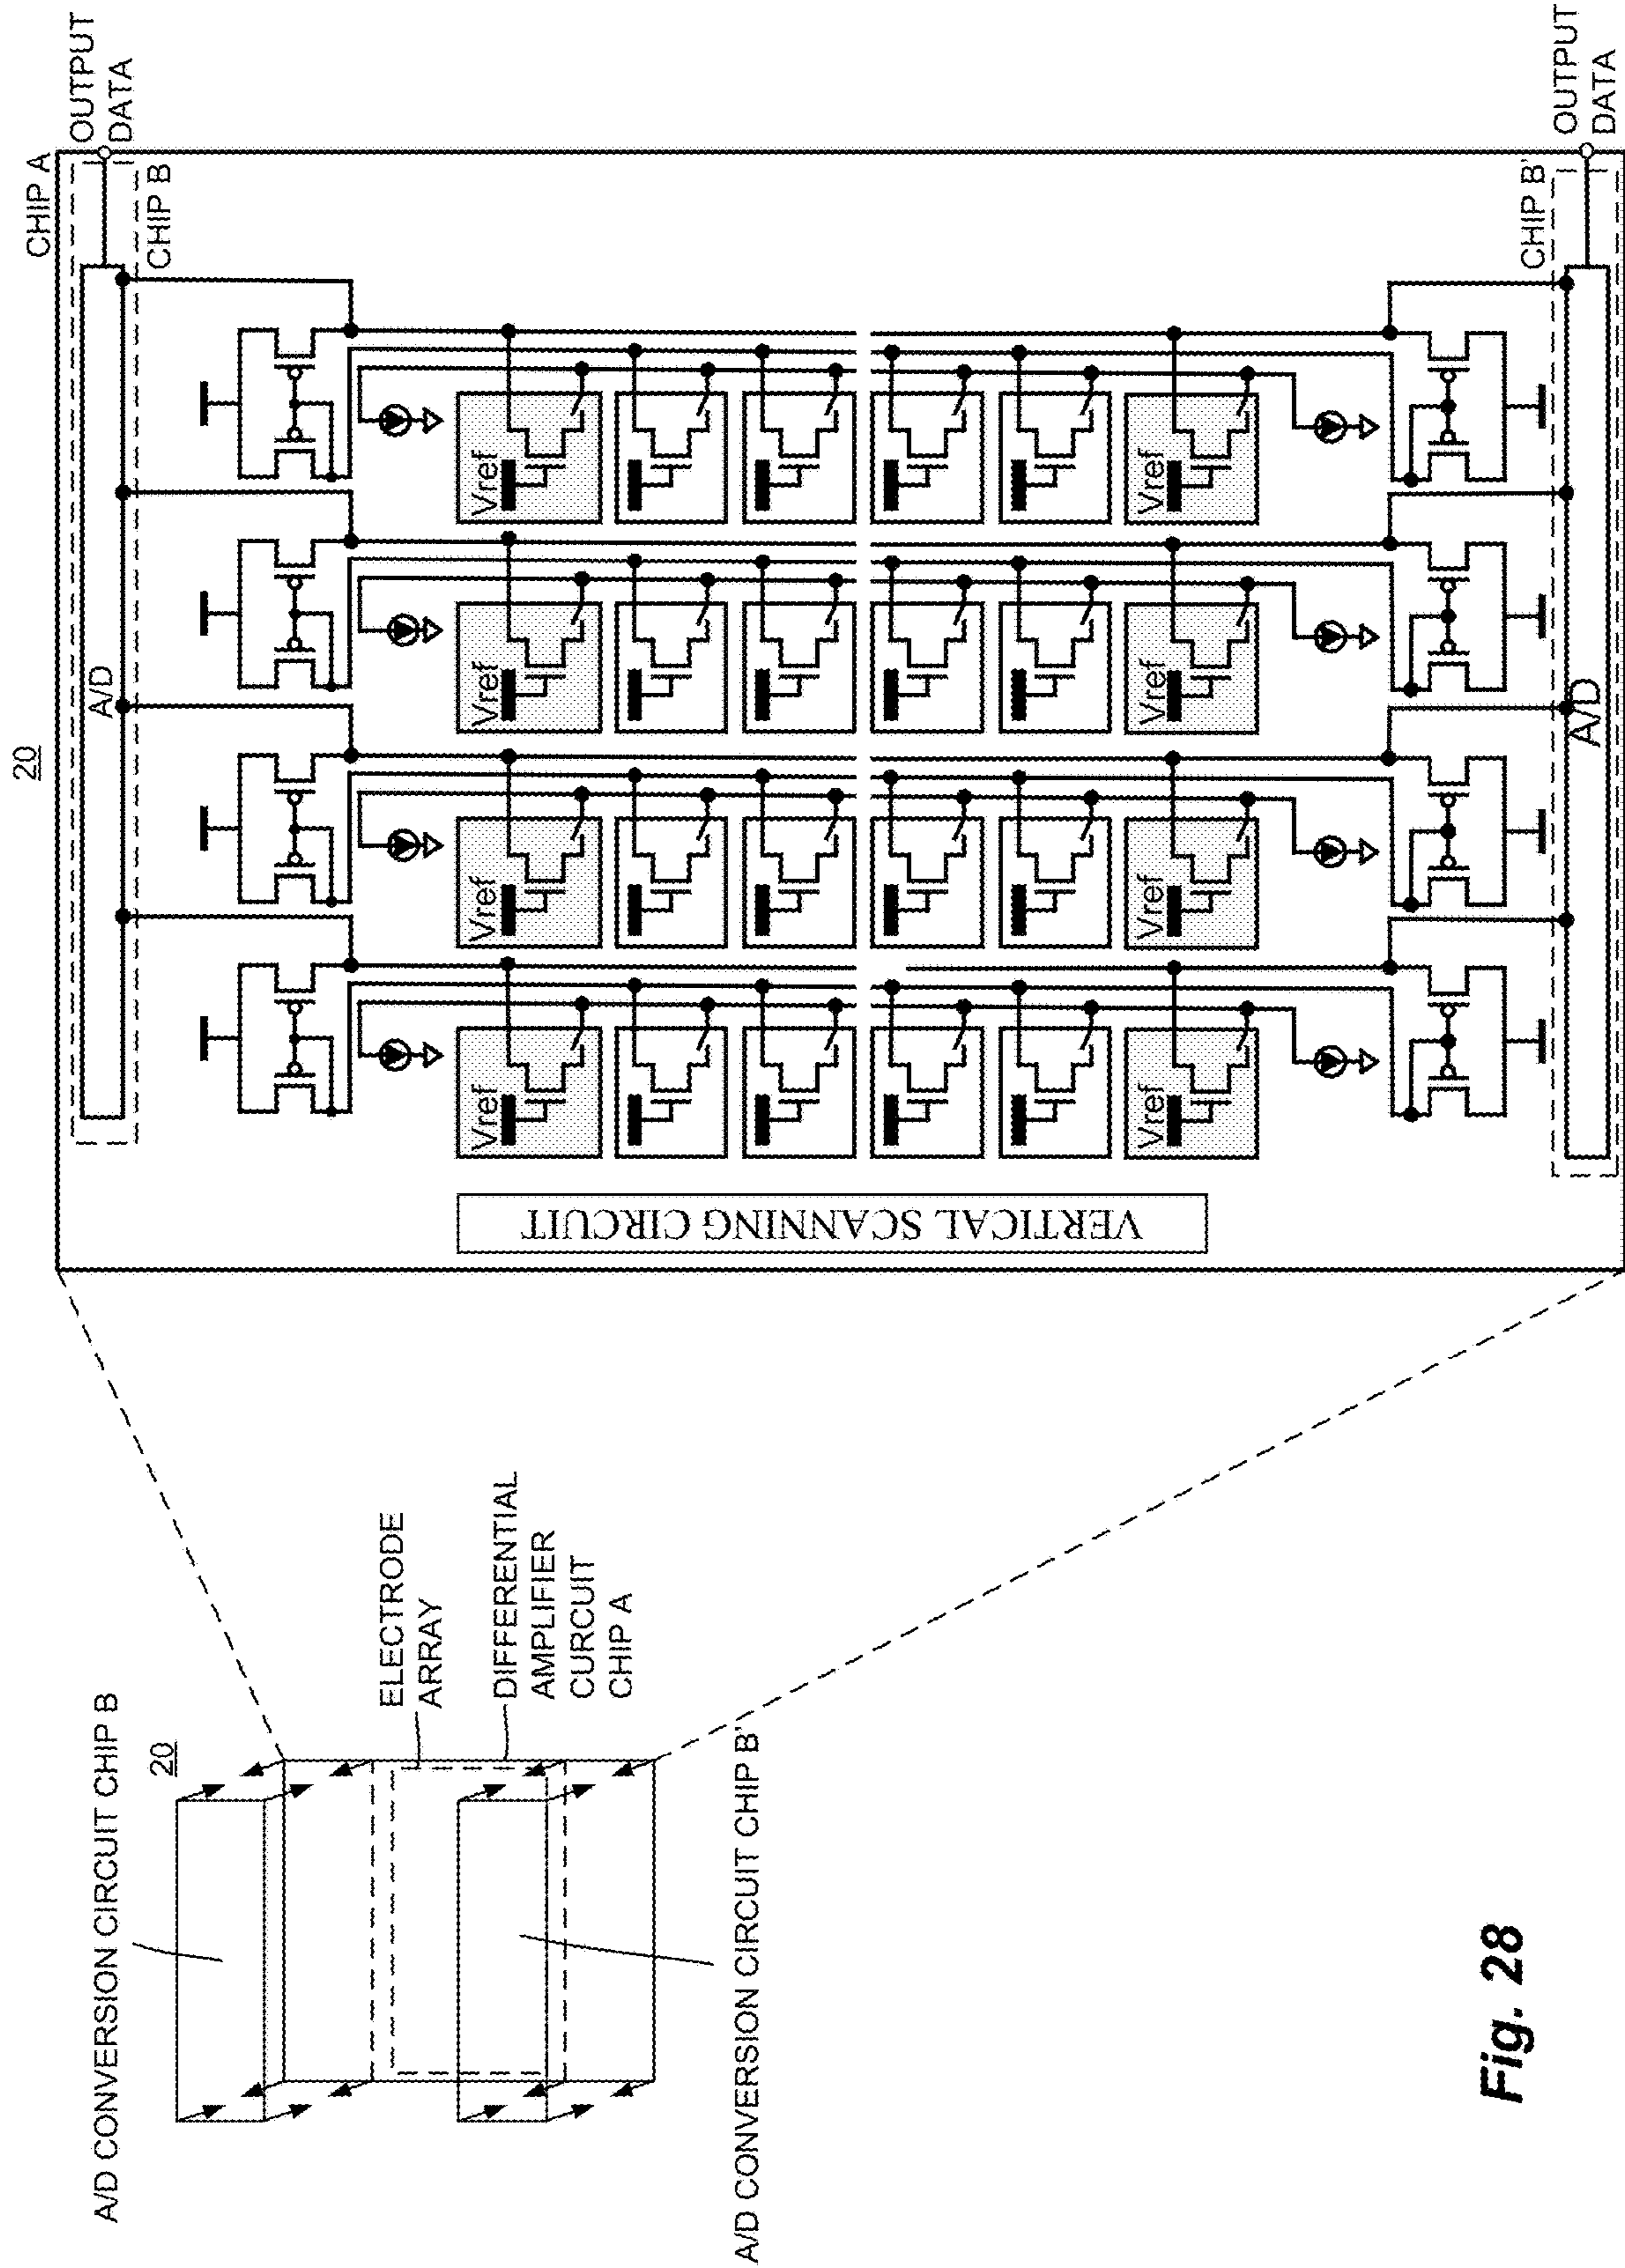 20
CHIP A
OUTPUT
DATA
A/D
CHIP B
Vref
Vref
Vref
Vref
VERTICAL SCANNING CIRCUIT
Vref
Vref
Vref
Vref
CHIP B'
A/D
OUTPUT
DATA
A/D CONVERSION CIRCUIT CHIP B
20
ELECTRODE
ARRAY
DIFFERENTIAL
AMPLIFIER
CURCUIT
CHIP A
A/D CONVERSION CIRCUIT CHIP B'
Fig. 28